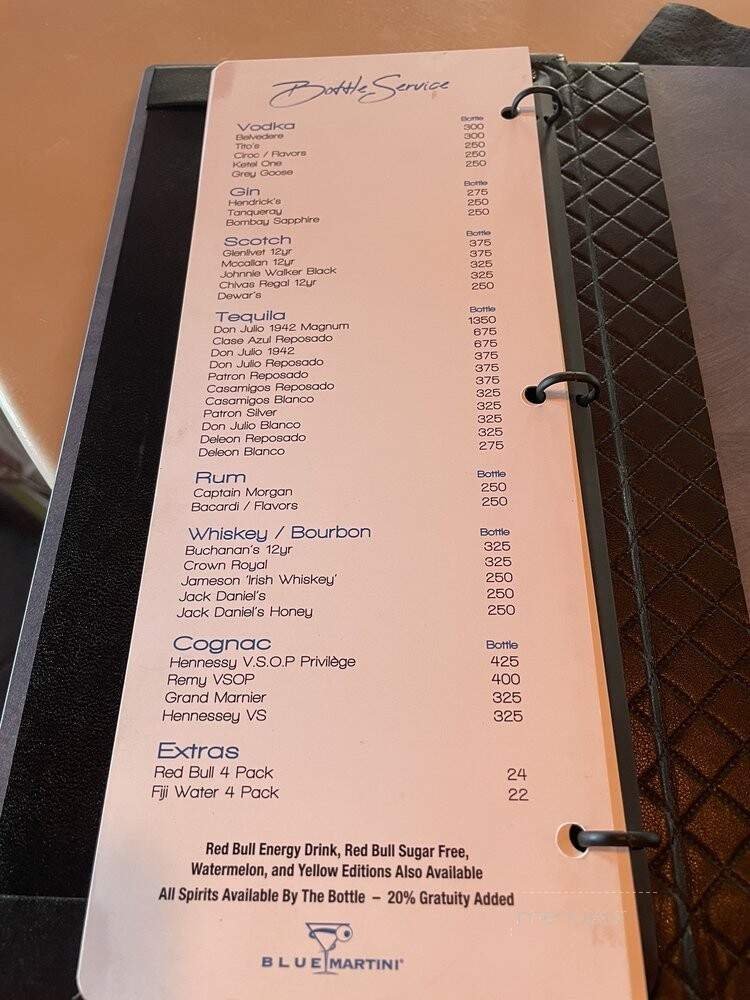 Bottle Service
Vodka Bottle
Belvedere 300
Tito's 300
Ciroc / Flavors 250
Ketel One 250
Grey Goose 250
Gin Bottle
Hendrick's 275
Tanqueray 250
Bombay Sapphire 250
Scotch Bottle
Glenlivet 12yr 375
Mccallan 12yr 375
Johnnie Walker Black 325
Chivas Regal 12yr 325
Dewar's 250
Tequila Bottle
Don Julio 1942 Magnum 1350
Clase Azul Reposado 675
Don Julio 1942 675
Don Julio Reposado 375
Patron Reposado 375
Casamigos Reposado 375
Casamigos Blanco 325
Patron Silver 325
Don Julio Blanco 325
Deleon Reposado 325
Deleon Blanco 275
Rum Bottle
Captain Morgan 250
Bacardi / Flavors 250
Whiskey / Bourbon Bottle
Buchanan's 12yr 325
Crown Royal 325
Jameson 'Irish Whiskey' 250
Jack Daniel's 250
Jack Daniel's Honey 250
Cognac Bottle
Hennessy V.S.O.P Privilège 425
Remy VSOP 400
Grand Marnier 325
Hennessey VS 325
Extras
Red Bull 4 Pack 24
Fiji Water 4 Pack 22
Red Bull Energy Drink, Red Bull Sugar Free,
Watermelon, and Yellow Editions Also Available
All Spirits Available By The Bottle – 20% Gratuity Added
BLUE MARTINI®